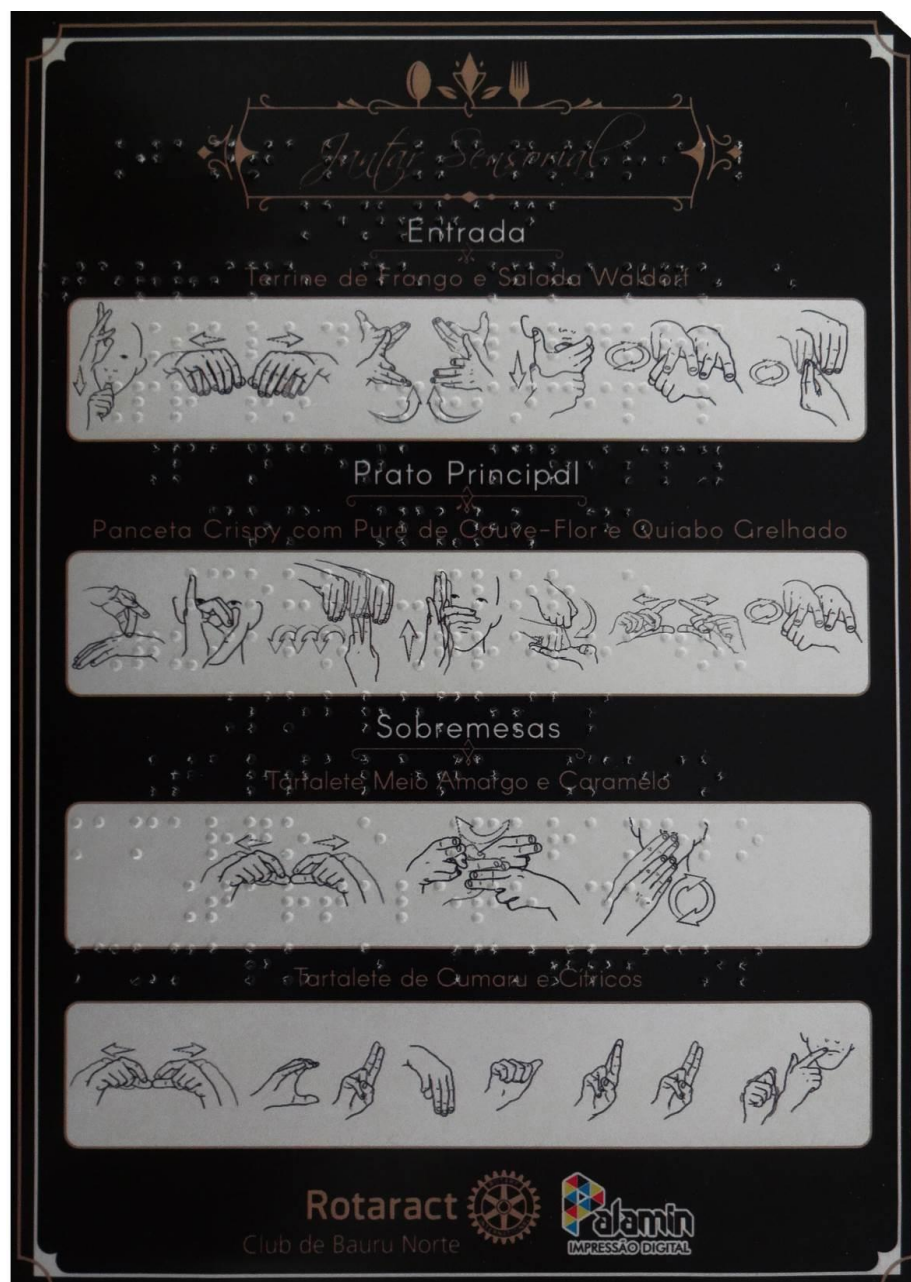 Jantar Sensorial
Entrada
Terrine de Frango e Salada Waldorf
Prato Principal
Panceta Crispy com Purê de Couve-Flor e Quiabo Grelhado
Sobremesas
Tartalete Meio Amargo e Caramelo
Tartalete de Cumaru e Cítricos
Rotaract
Club de Bauru Norte
Palamin
IMPRESSÃO DIGITAL